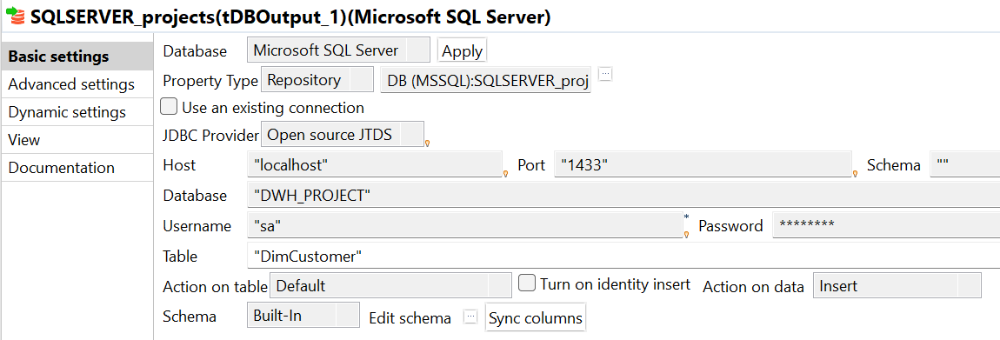 SQLSERVER_projects(tDBOutput_1)(Microsoft SQL Server)
Basic settings
Advanced settings
Dynamic settings
View
Documentation
Database Microsoft SQL Server Apply
Property Type Repository DB (MSSQL):SQLSERVER_proj ...
Use an existing connection
JDBC Provider Open source JTDS
Host "localhost" Port "1433" Schema ""
Database "DWH_PROJECT"
Username "sa" * Password ********
Table "DimCustomer"
Action on table Default Turn on identity insert Action on data Insert
Schema Built-In Edit schema ... Sync columns